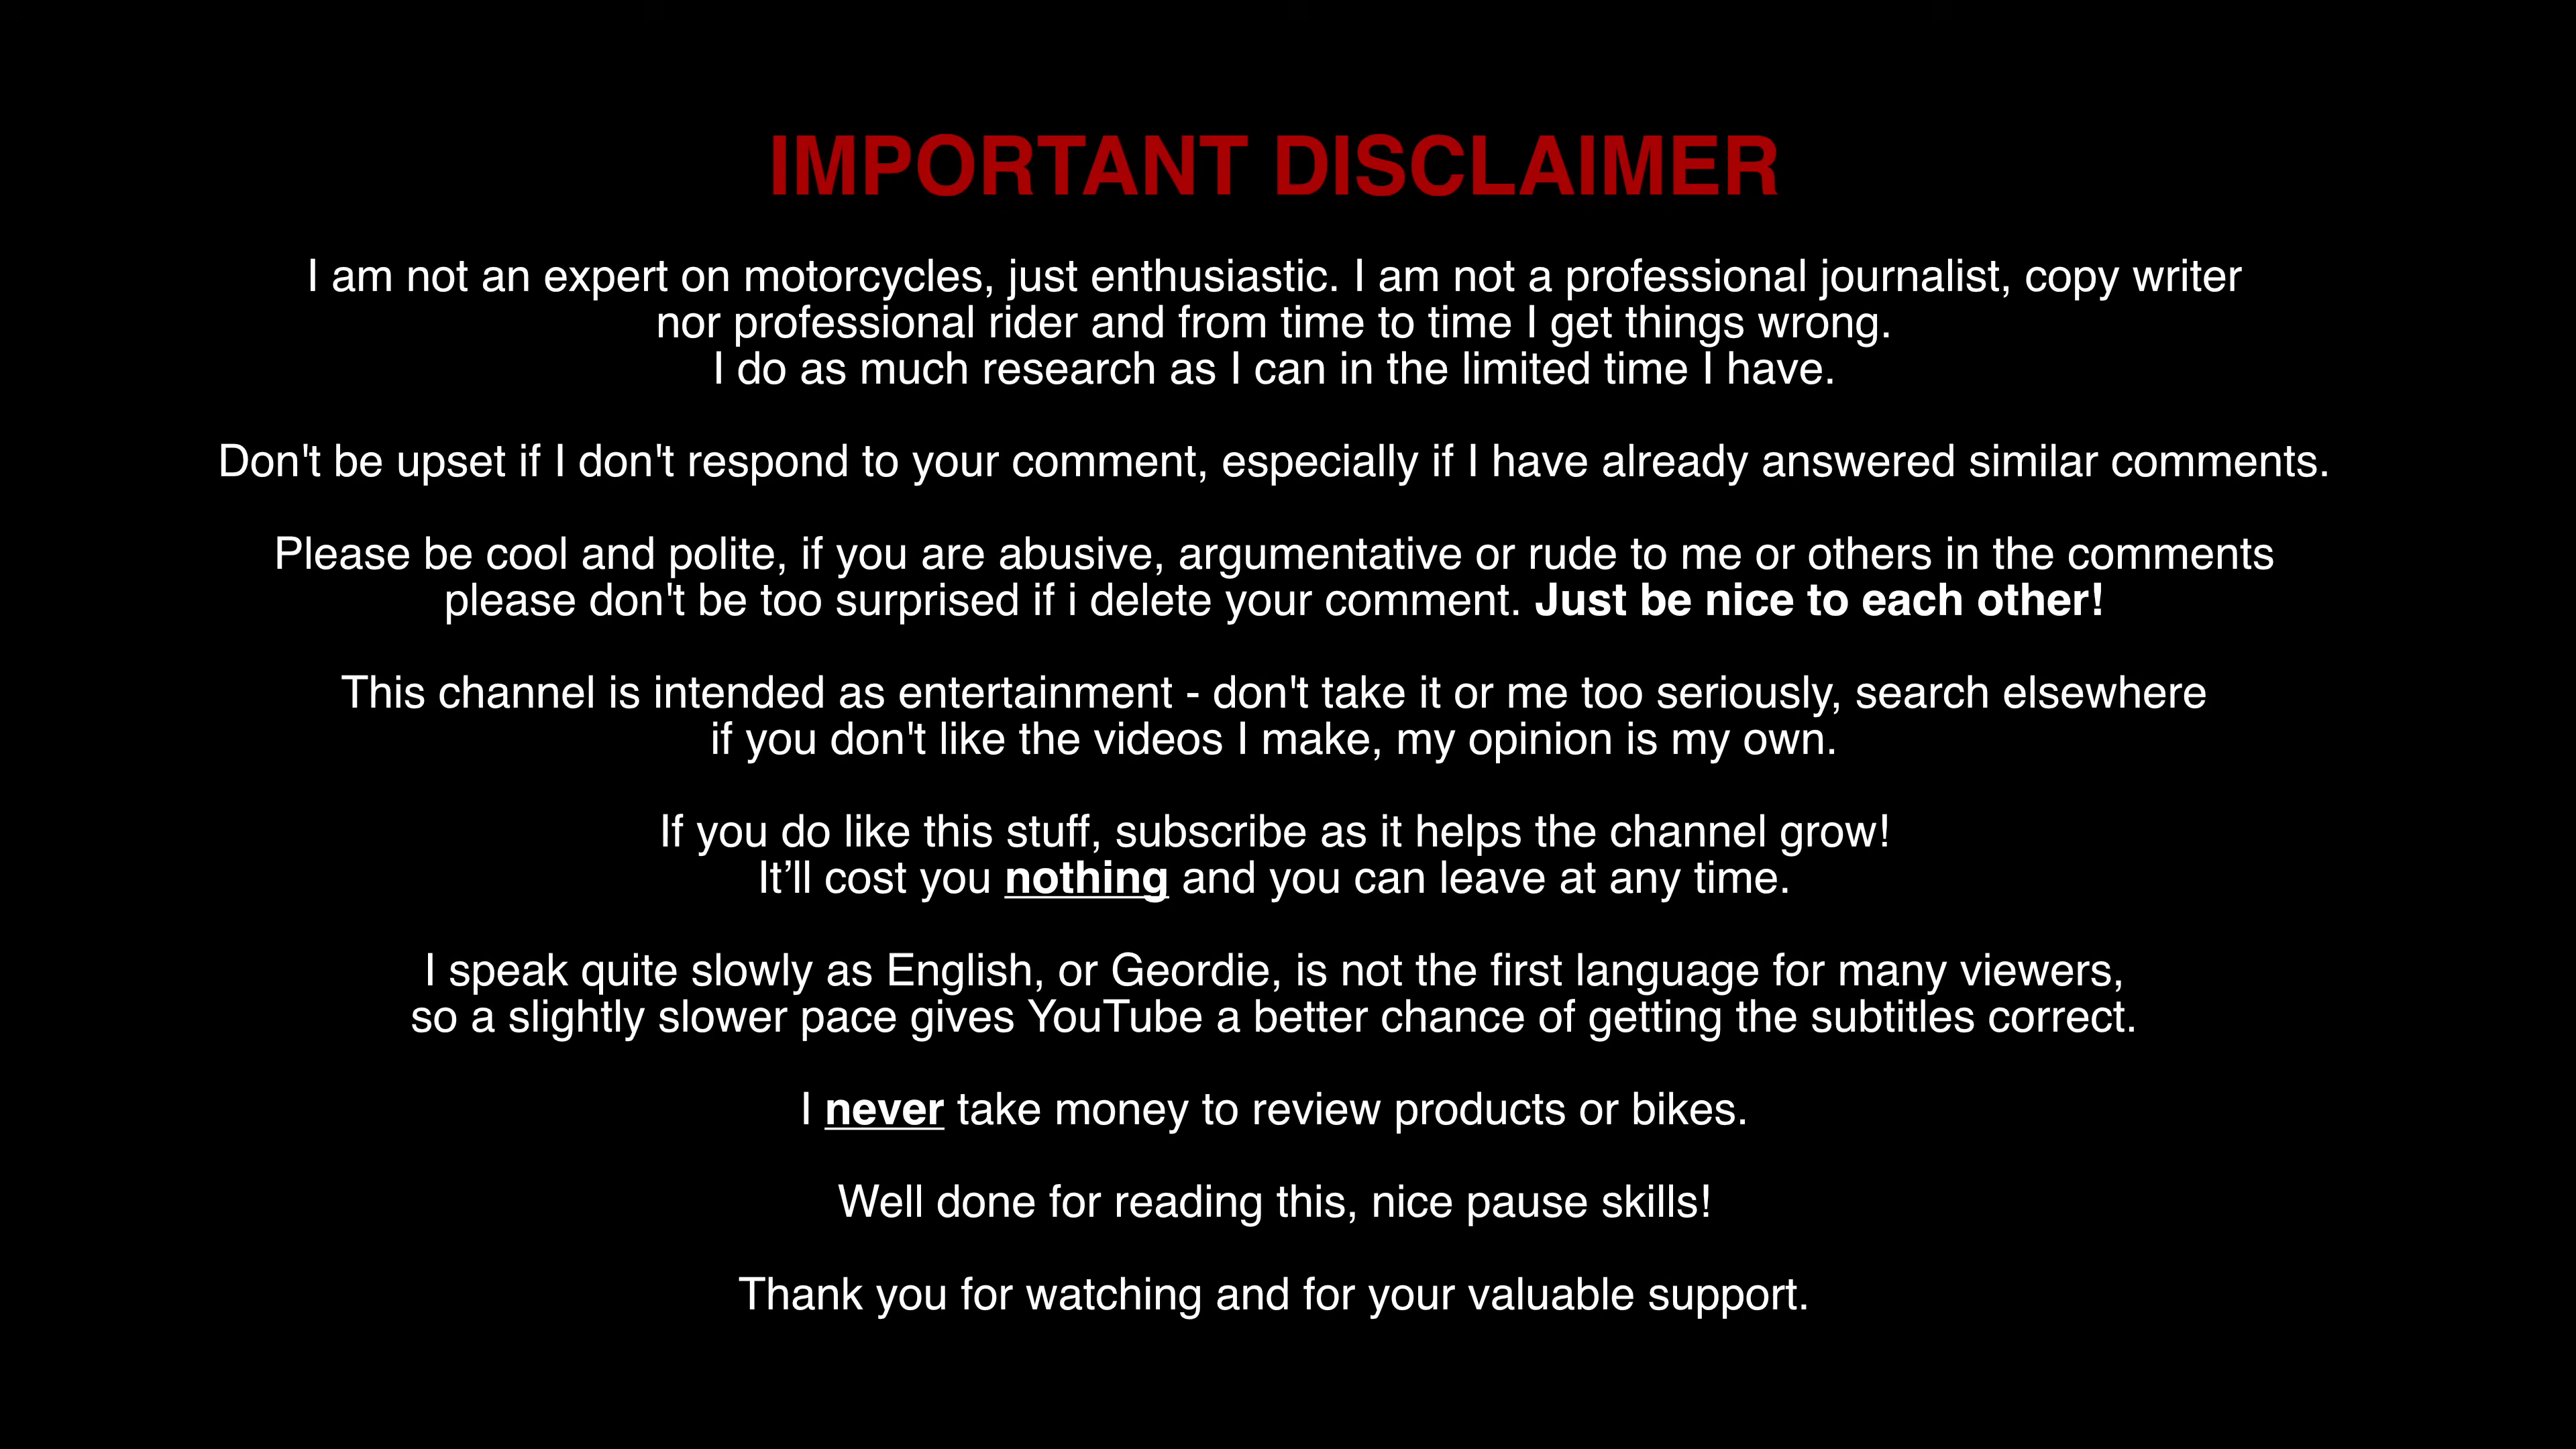 IMPORTANT DISCLAIMER
I am not an expert on motorcycles, just enthusiastic. I am not a professional journalist, copy writer
nor professional rider and from time to time I get things wrong.
I do as much research as I can in the limited time I have.
Don't be upset if I don't respond to your comment, especially if I have already answered similar comments.
Please be cool and polite, if you are abusive, argumentative or rude to me or others in the comments
please don't be too surprised if i delete your comment. Just be nice to each other!
This channel is intended as entertainment - don't take it or me too seriously, search elsewhere
if you don't like the videos I make, my opinion is my own.
If you do like this stuff, subscribe as it helps the channel grow!
It’ll cost you nothing and you can leave at any time.
I speak quite slowly as English, or Geordie, is not the first language for many viewers,
so a slightly slower pace gives YouTube a better chance of getting the subtitles correct.
I never take money to review products or bikes.
Well done for reading this, nice pause skills!
Thank you for watching and for your valuable support.